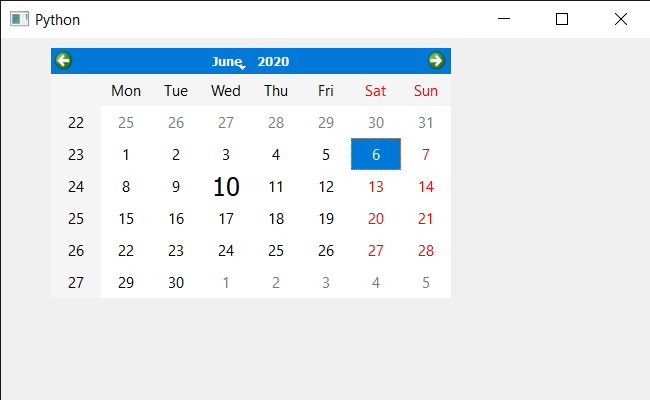 Python
June 2020
Mon Tue Wed Thu Fri Sat Sun
22 25 26 27 28 29 30 31
23 1 2 3 4 5 6 7
24 8 9 10 11 12 13 14
25 15 16 17 18 19 20 21
26 22 23 24 25 26 27 28
27 29 30 1 2 3 4 5